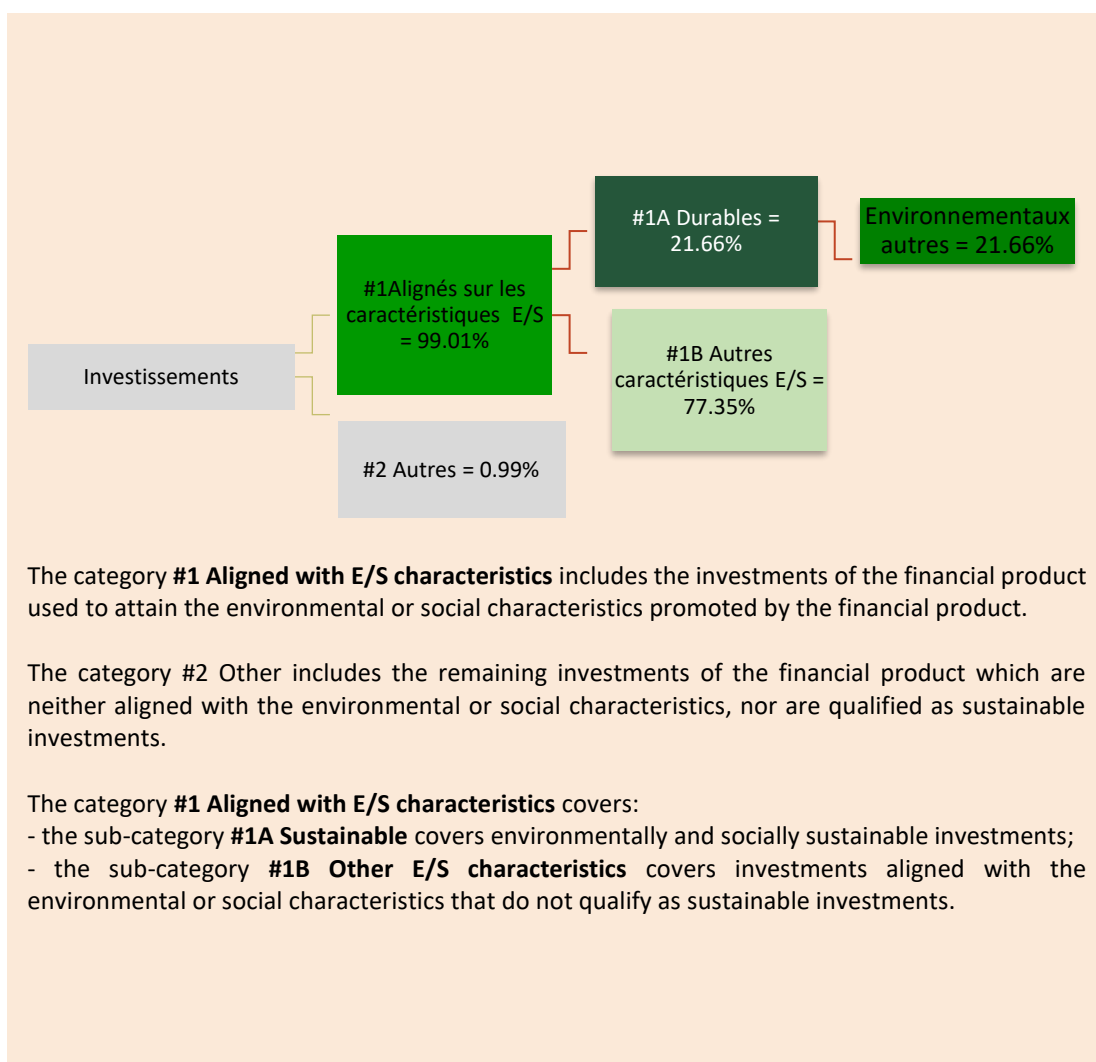 #1A Durables =
21.66%
Environnementaux
autres = 21.66%
#1Alignés sur les
caractéristiques E/S
= 99.01%
#1B Autres
caractéristiques E/S =
77.35%
Investissements
#2 Autres = 0.99%
The category #1 Aligned with E/S characteristics includes the investments of the financial product
used to attain the environmental or social characteristics promoted by the financial product.
The category #2 Other includes the remaining investments of the financial product which are
neither aligned with the environmental or social characteristics, nor are qualified as sustainable
investments.
The category #1 Aligned with E/S characteristics covers:
- the sub-category #1A Sustainable covers environmentally and socially sustainable investments;
- the sub-category #1B Other E/S characteristics covers investments aligned with the
environmental or social characteristics that do not qualify as sustainable investments.